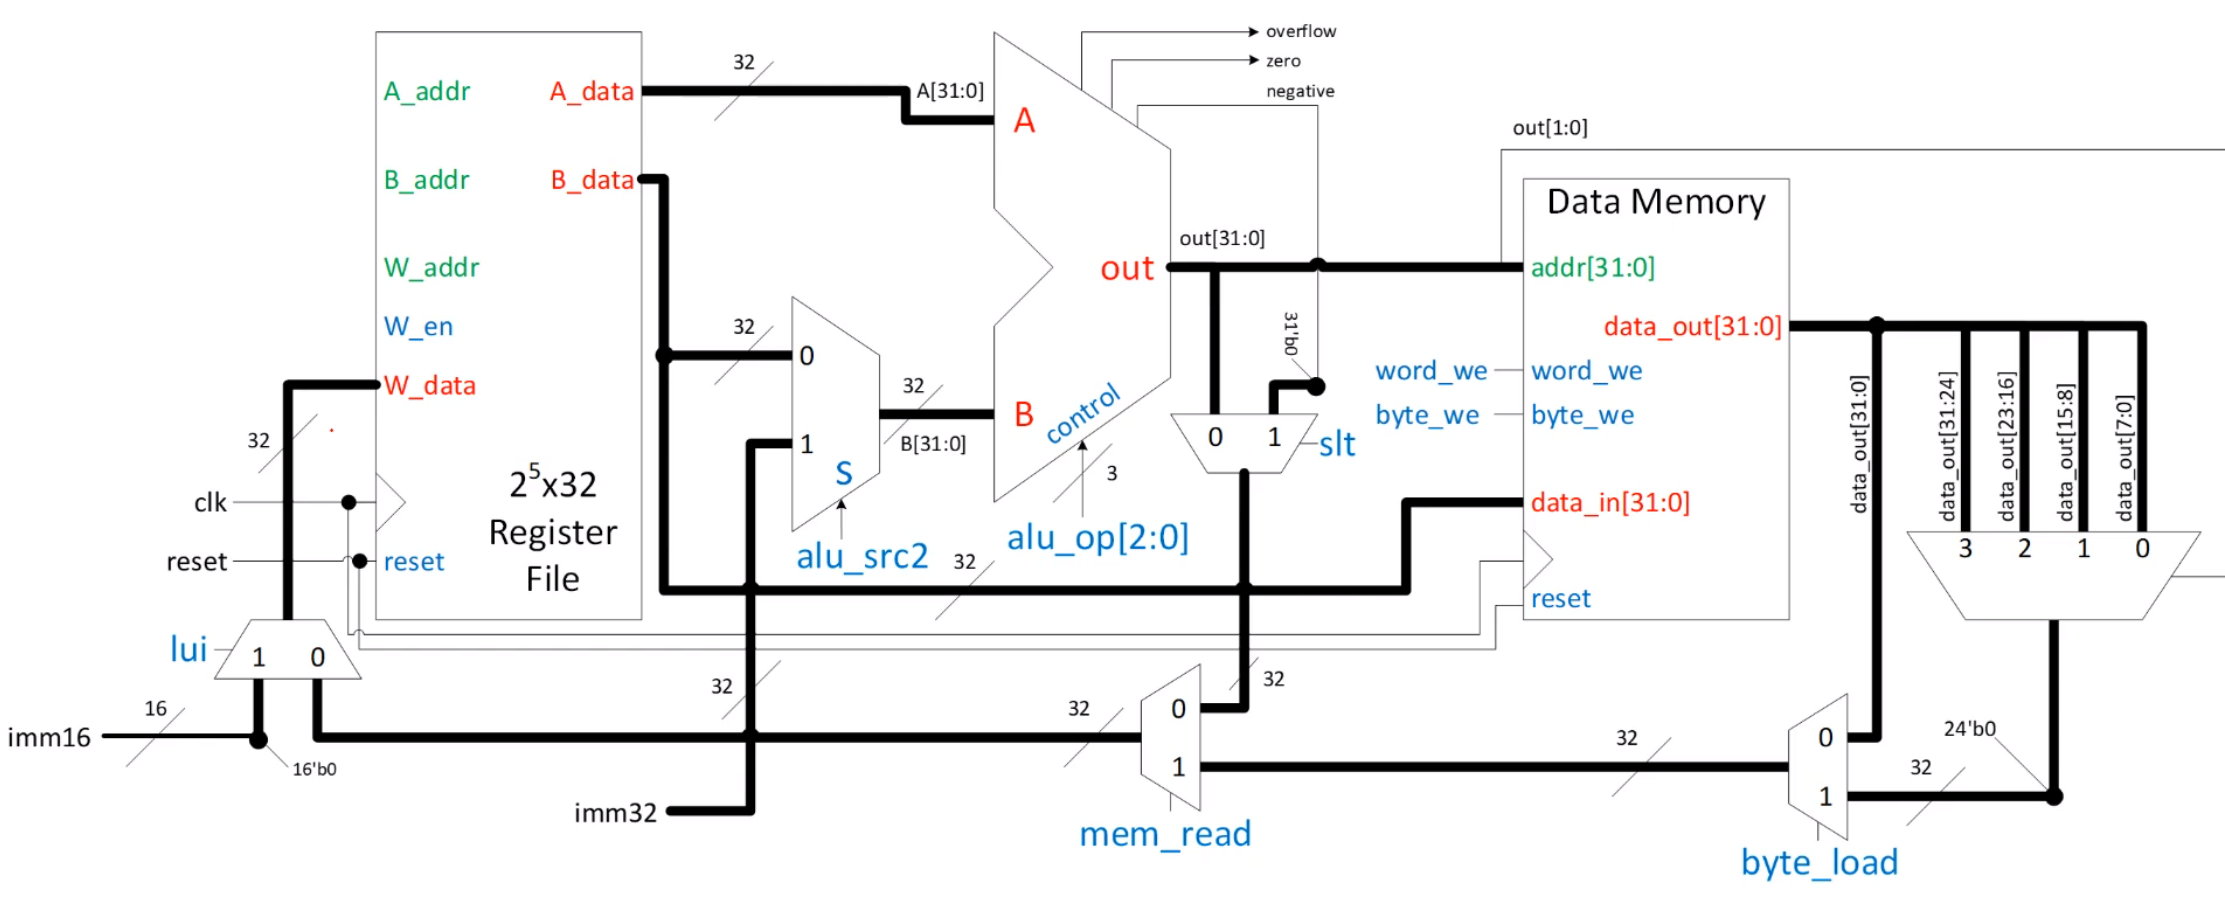 overflow
zero
negative
32
A_addr
A_data
A[31:0]
A
out[1:0]
B_addr
B_data
Data Memory
W_addr
out
out[31:0]
addr[31:0]
W_en
32
31'b0
data_out[31:0]
0
word_we
word_we
W_data
32
B
control
byte_we
byte_we
data_out[31:0]
data_out[31:24]
data_out[23:16]
data_out[15:8]
data_out[7:0]
32
1
B[31:0]
0
1
slt
S
3
2⁵x32
Register
File
clk
data_in[31:0]
alu_src2
alu_op[2:0]
3
2
1
0
reset
reset
32
reset
lui
1
0
32
32
16
32
0
imm16
16'b0
1
32
0
24'b0
32
1
imm32
mem_read
byte_load